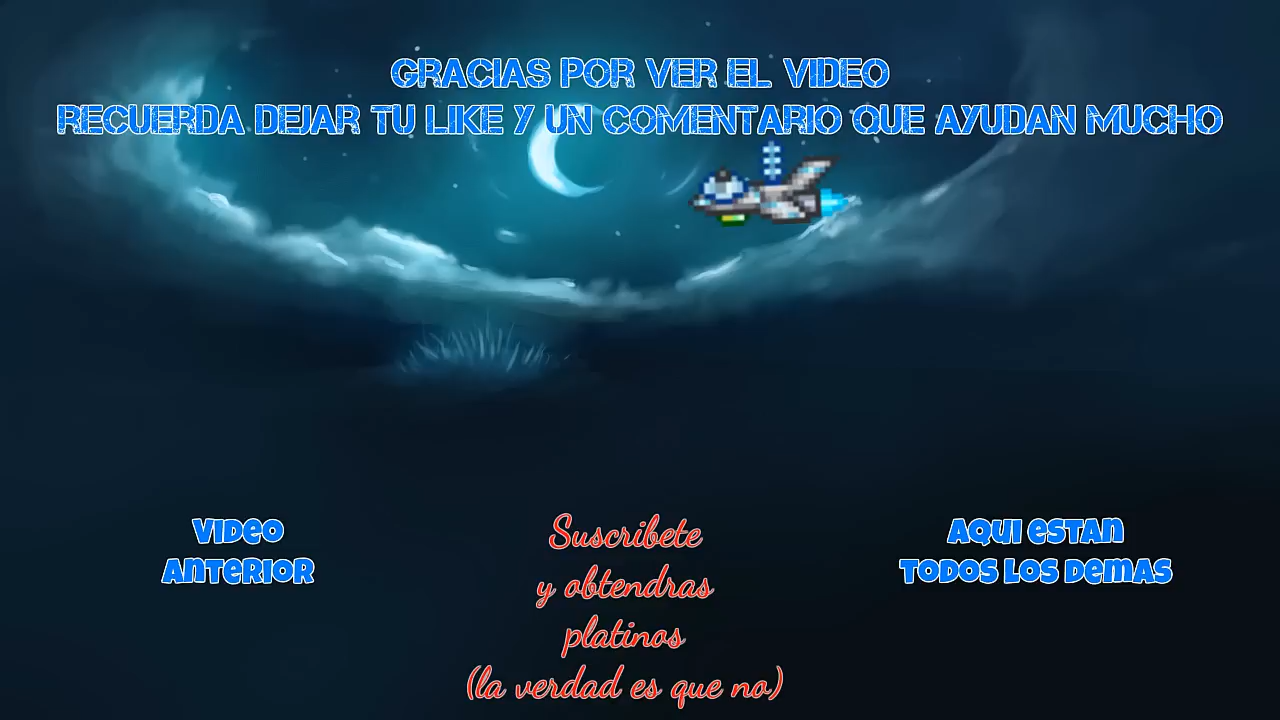 GRACIAS POR VER EL VIDEO
RECUERDA DEJAR TU LIKE Y UN COMENTARIO QUE AYUDAN MUCHO
VIDEO
ANTERIOR
Suscribete
y obtendras
platinos
(la verdad es que no)
AQUI ESTAN
TODOS LOS DEMAS